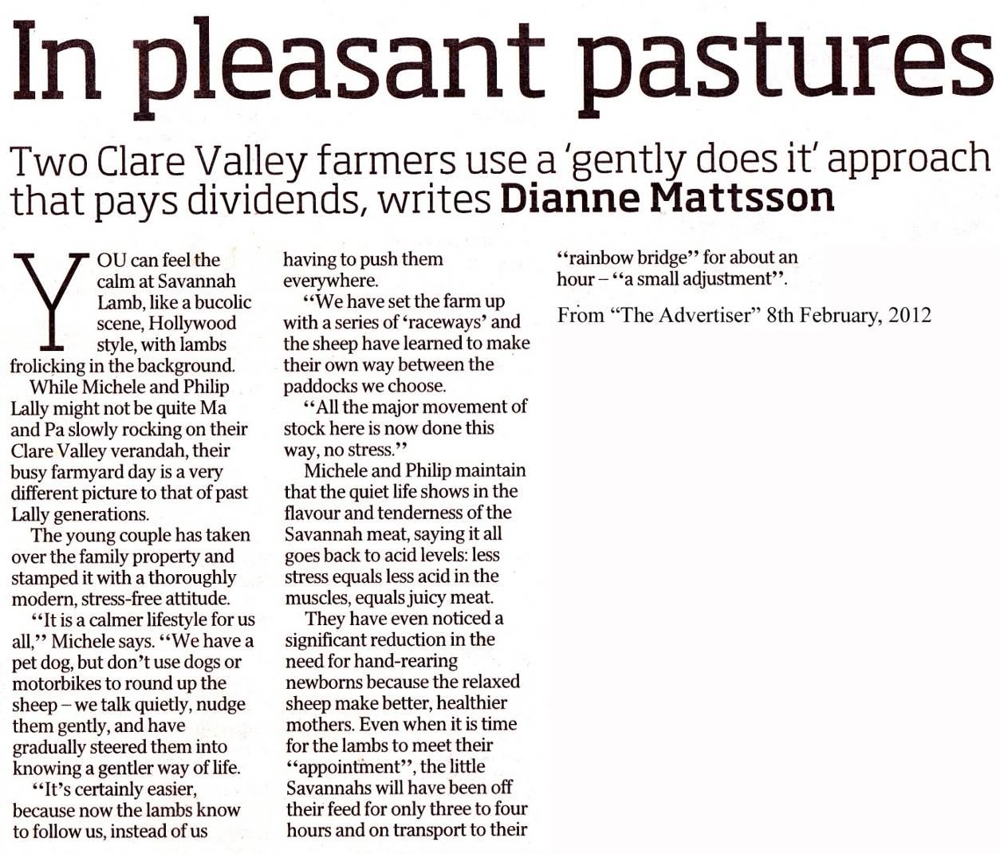 In pleasant pastures
Two Clare Valley farmers use a ‘gently does it’ approach
that pays dividends, writes Dianne Mattsson
YOU can feel the
calm at Savannah
Lamb, like a bucolic
scene, Hollywood
style, with lambs
frolicking in the background.
While Michele and Philip
Lally might not be quite Ma
and Pa slowly rocking on their
Clare Valley verandah, their
busy farmyard day is a very
different picture to that of past
Lally generations.
The young couple has taken
over the family property and
stamped it with a thoroughly
modern, stress-free attitude.
“It is a calmer lifestyle for us
all,” Michele says. “We have a
pet dog, but don’t use dogs or
motorbikes to round up the
sheep – we talk quietly, nudge
them gently, and have
gradually steered them into
knowing a gentler way of life.
“It’s certainly easier,
because now the lambs know
to follow us, instead of us
having to push them
everywhere.
“We have set the farm up
with a series of ‘raceways’ and
the sheep have learned to make
their own way between the
paddocks we choose.
“All the major movement of
stock here is now done this
way, no stress.”
Michele and Philip maintain
that the quiet life shows in the
flavour and tenderness of the
Savannah meat, saying it all
goes back to acid levels: less
stress equals less acid in the
muscles, equals juicy meat.
They have even noticed a
significant reduction in the
need for hand-rearing
newborns because the relaxed
sheep make better, healthier
mothers. Even when it is time
for the lambs to meet their
“appointment”, the little
Savannahs will have been off
their feed for only three to four
hours and on transport to their
“rainbow bridge” for about an
hour – “a small adjustment”.
From “The Advertiser” 8th February, 2012